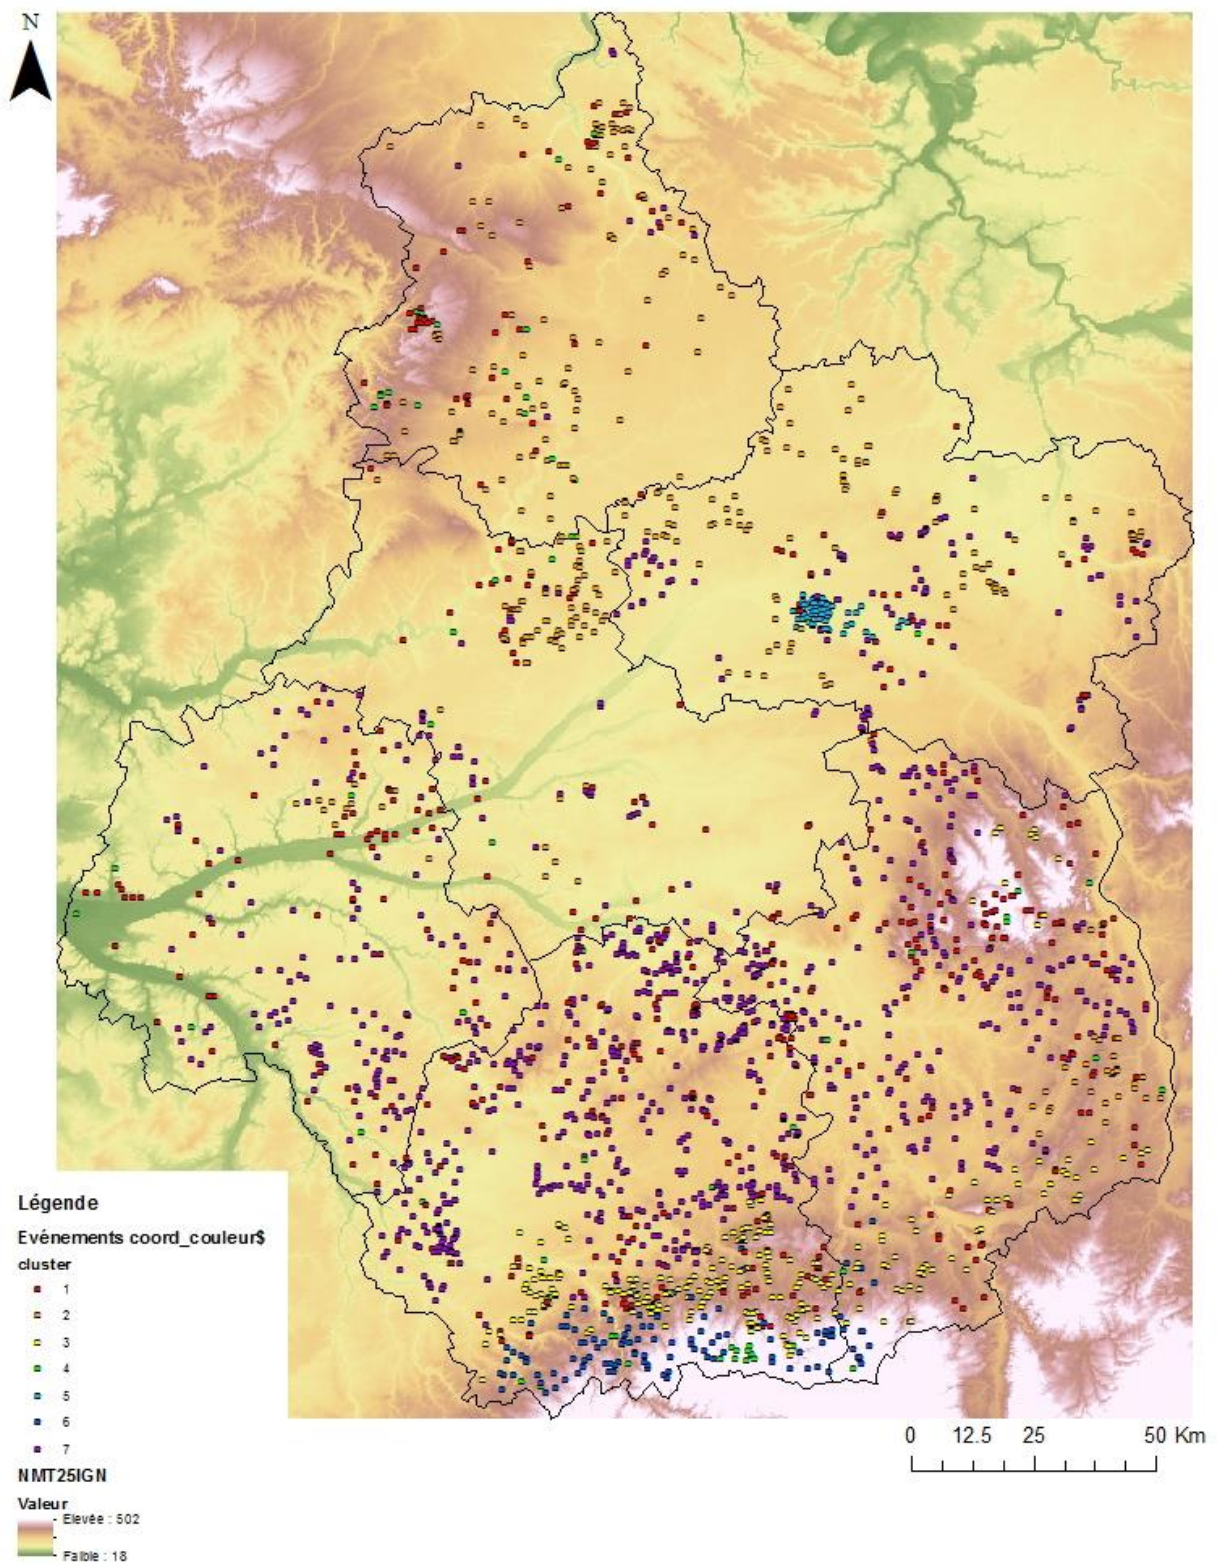 N
Légende
Evénements coord_couleur$
cluster
1
2
3
4
5
6
7
NMT25IGN
Valeur
Elevée : 502
Faible : 18
0 12.5 25 50 Km